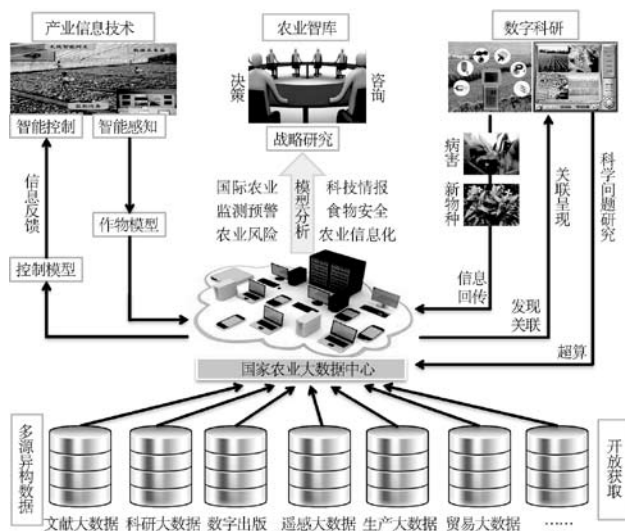 产业信息技术
农业智库
数字科研
决策
咨询
智能控制
智能感知
战略研究
病害
新物种
关联呈现
科学问题研究
信息反馈
作物模型
控制模型
国际农业
监测预警
农业风险
模型分析
科技情报
食物安全
农业信息化
信息
回传
发现
关联
超算
国家农业大数据中心
多源异构数据
开放获取
文献大数据
科研大数据
数字出版
遥感大数据
生产大数据
贸易大数据
……